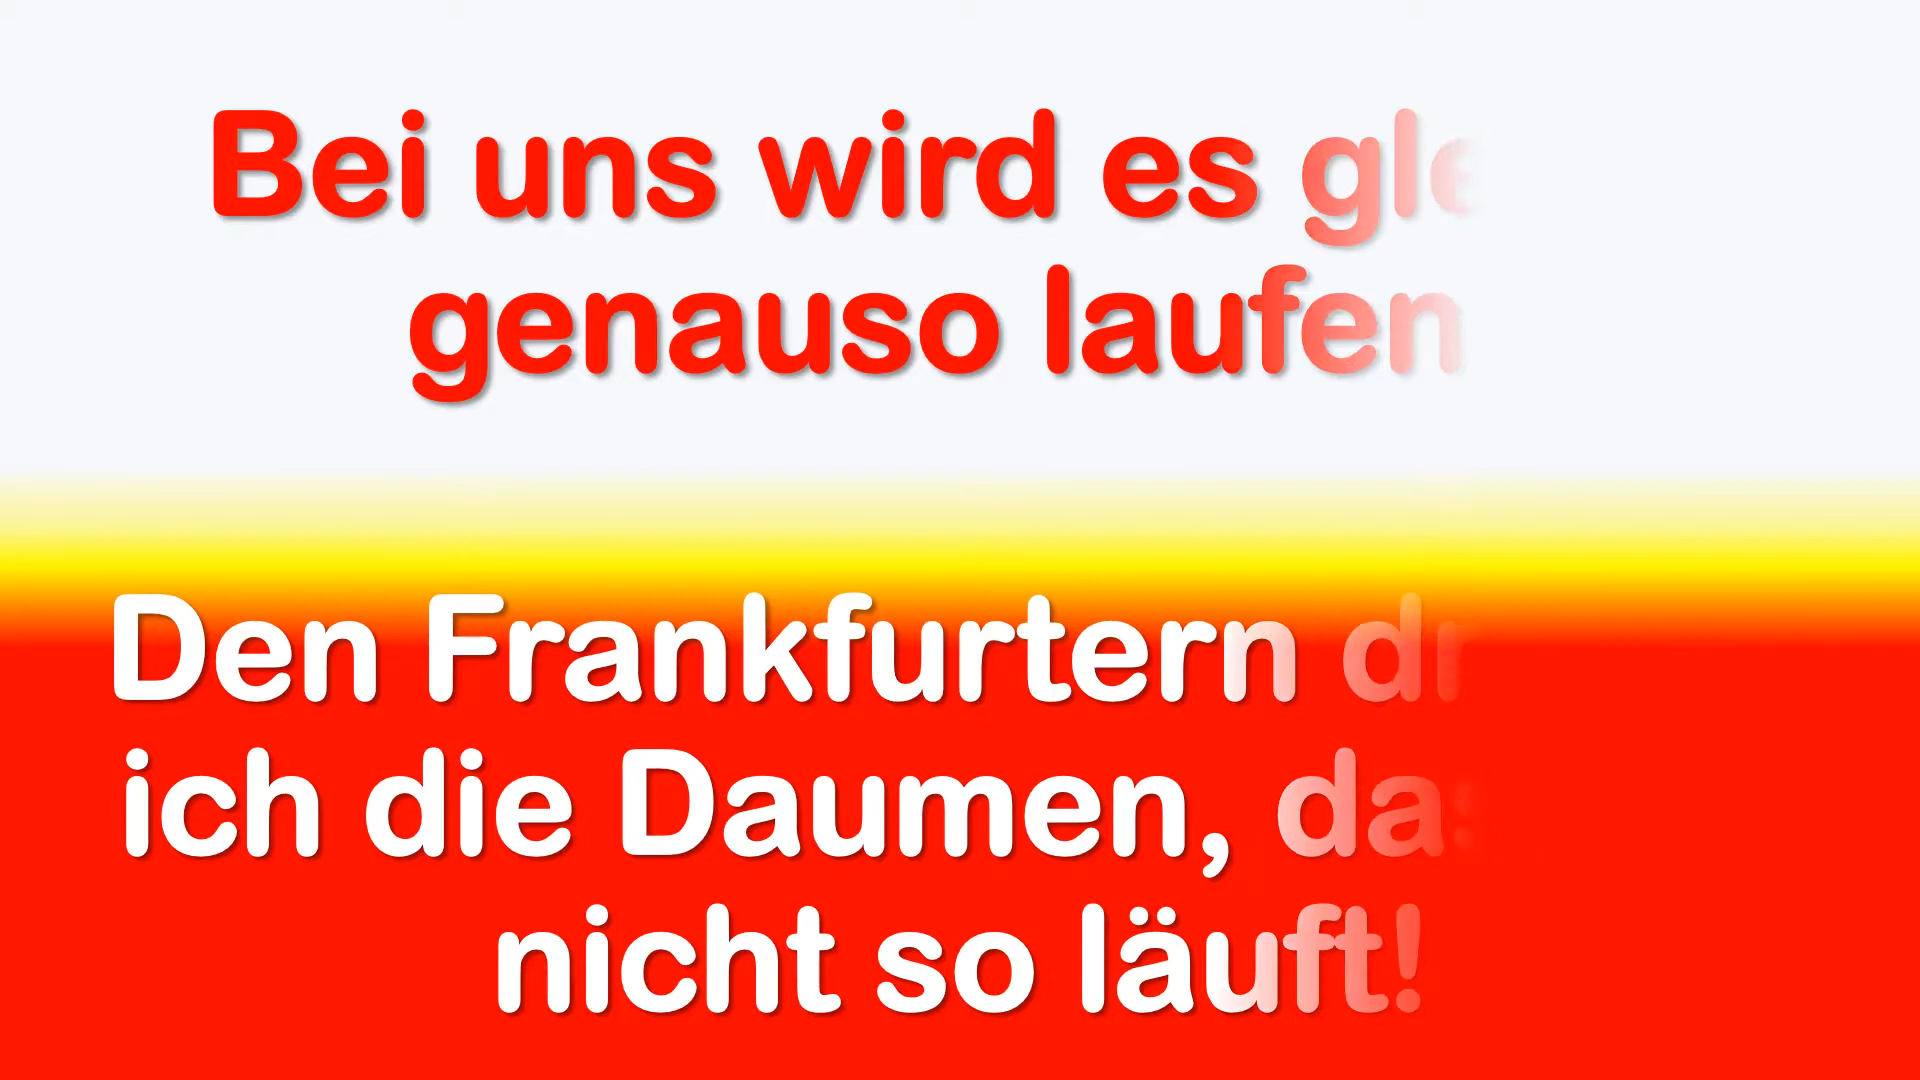 Bei uns wird es
genauso laufen
Den Frankfurtern
ich die Daumen,
nicht so läuft!